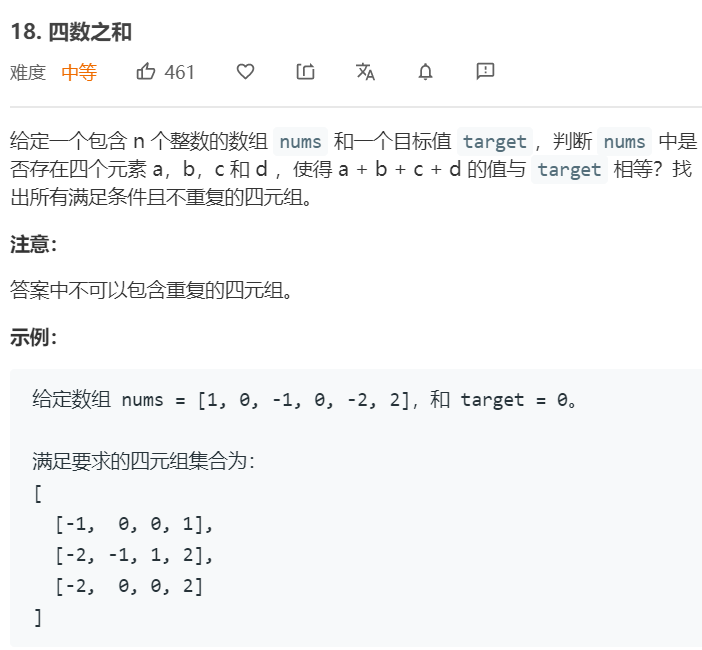 18. 四数之和
难度 中等 461
给定一个包含 n 个整数的数组 nums 和一个目标值 target，判断 nums 中是
否存在四个元素 a，b，c 和 d ，使得 a + b + c + d 的值与 target 相等？找
出所有满足条件且不重复的四元组。
注意：
答案中不可以包含重复的四元组。
示例：
给定数组 nums = [1, 0, -1, 0, -2, 2]，和 target = 0。
满足要求的四元组集合为：
[
  [-1,  0, 0, 1],
  [-2, -1, 1, 2],
  [-2,  0, 0, 2]
]